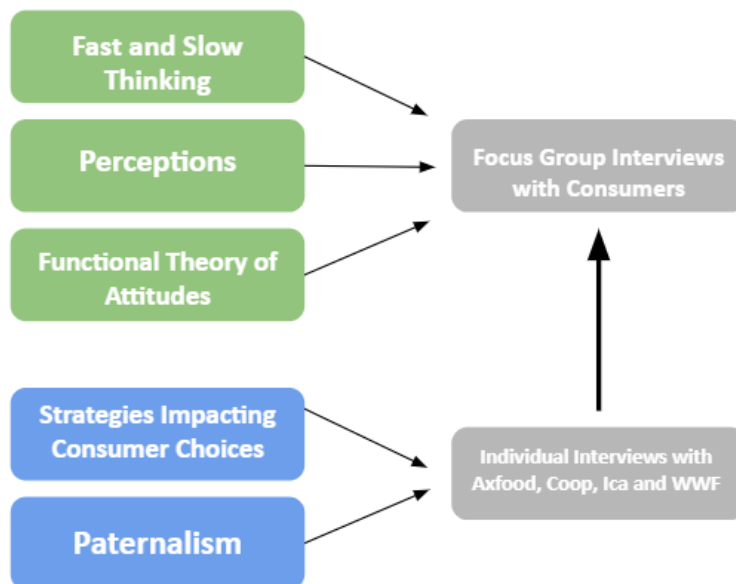 Fast and Slow
Thinking
Perceptions
Functional Theory of
Attitudes
Focus Group Interviews
with Consumers
Strategies Impacting
Consumer Choices
Paternalism
Individual Interviews with
Axfood, Coop, Ica and WWF